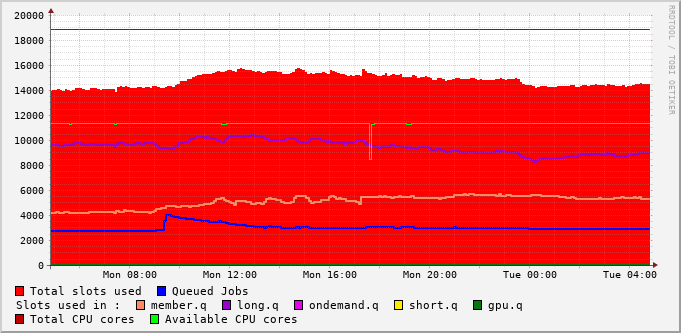 20000
18000
16000
14000
12000
10000
8000
6000
4000
2000
0
Mon 08:00 Mon 12:00 Mon 16:00 Mon 20:00 Tue 00:00 Tue 04:00
RRDTOOL / TOBI OETIKER
Total slots used Queued Jobs
Slots used in : member.q long.q ondemand.q short.q gpu.q
Total CPU cores Available CPU cores